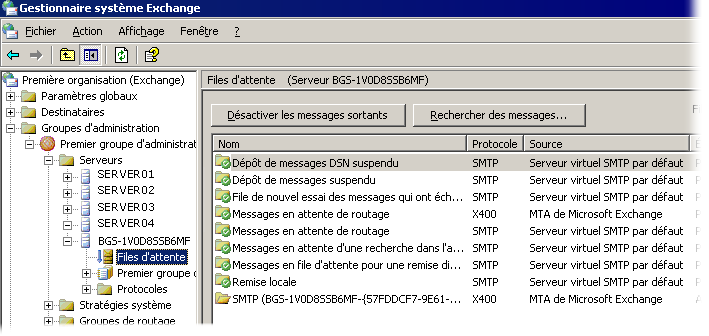 Gestionnaire système Exchange
Fichier Action Affichage Fenêtre ?
Première organisation (Exchange)
Paramètres globaux
Destinataires
Groupes d'administration
Premier groupe d'administrat
Serveurs
SERVER01
SERVER02
SERVER03
SERVER04
BGS-1V0D8SSB6MF
Files d'attente
Premier groupe
Protocoles
Stratégies système
Groupes de routage
Files d'attente (Serveur BGS-1V0D8SSB6MF)
Désactiver les messages sortants Rechercher des messages...
Nom Protocole Source
Dépôt de messages DSN suspendu SMTP Serveur virtuel SMTP par défaut
Dépôt de messages suspendu SMTP Serveur virtuel SMTP par défaut
File de nouvel essai des messages qui ont éch... SMTP Serveur virtuel SMTP par défaut
Messages en attente de routage X400 MTA de Microsoft Exchange
Messages en attente de routage SMTP Serveur virtuel SMTP par défaut
Messages en attente d'une recherche dans l'a... SMTP Serveur virtuel SMTP par défaut
Messages en file d'attente pour une remise di... SMTP Serveur virtuel SMTP par défaut
Remise locale SMTP Serveur virtuel SMTP par défaut
SMTP (BGS-1V0D8SSB6MF-{57FDDCF7-9E61-... X400 MTA de Microsoft Exchange